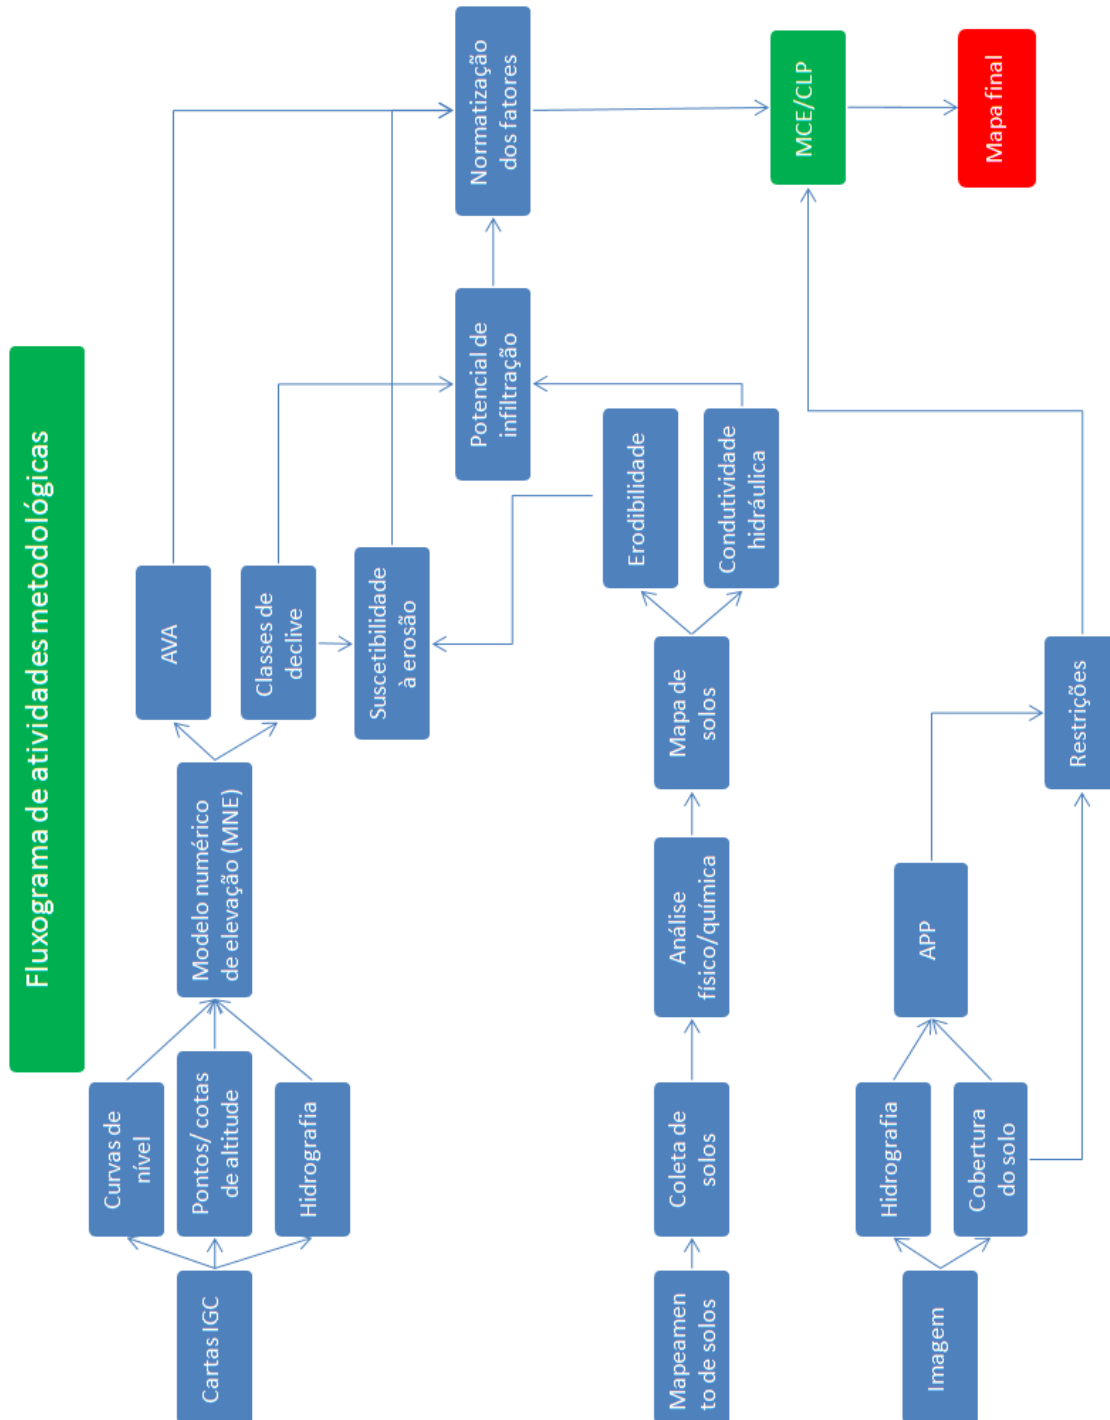 Fluxograma de atividades metodológicas
Cartas IGC
Curvas de
nível
Pontos/ cotas
de altitude
Hidrografia
Modelo numérico
de elevação (MNE)
AVA
Classes de
declive
Suscetibilidade
à erosão
Potencial de
infiltração
Normatização
dos fatores
Mapeamen
to de solos
Coleta de
solos
Análise
físico/química
Mapa de
solos
Erodibilidade
Condutividade
hidráulica
Imagem
Hidrografia
Cobertura
do solo
APP
Restrições
MCE/CLP
Mapa final